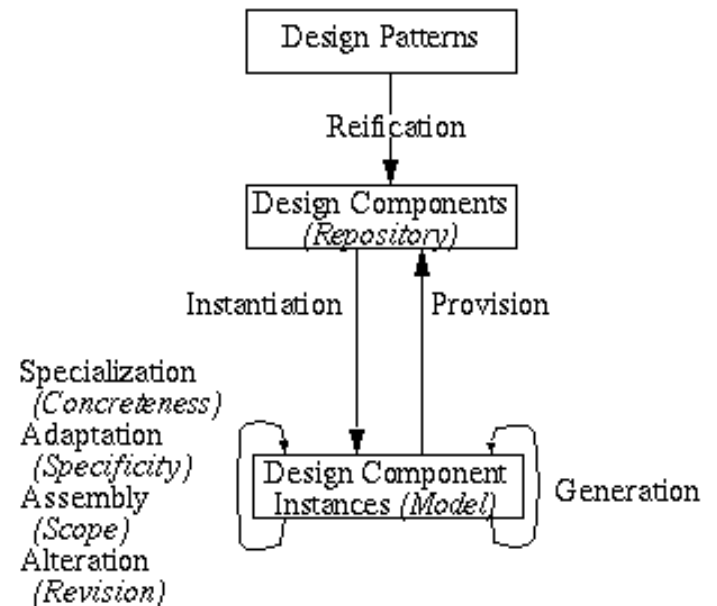 Design Patterns
Reification
Design Components
(Repository)
Instantiation
Provision
Specialization
(Concreteness)
Adaptation
(Specificity)
Assembly
(Scope)
Alteration
(Revision)
Design Component
Instances (Model)
Generation